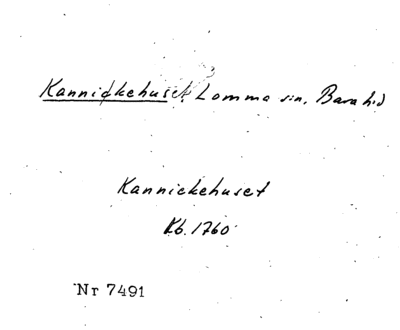 Kannickehuset, Lomma sn, Bara hd
Kannickehuset
Kb. 1760
Nr 7491